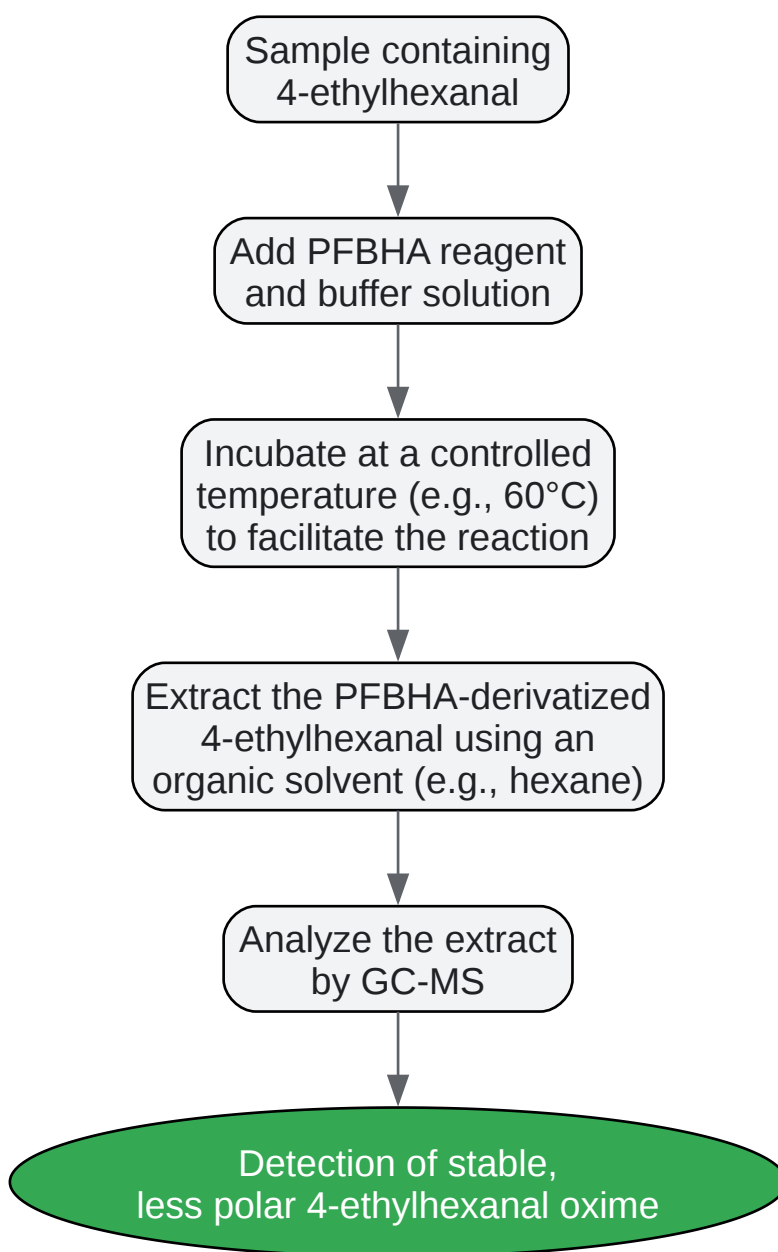 Sample containing
4-ethylhexanal
Add PFBHA reagent
and buffer solution
Incubate at a controlled
temperature (e.g., 60°C)
to facilitate the reaction
Extract the PFBHA-derivatized
4-ethylhexanal using an
organic solvent (e.g., hexane)
Analyze the extract
by GC-MS
Detection of stable,
less polar 4-ethylhexanal oxime